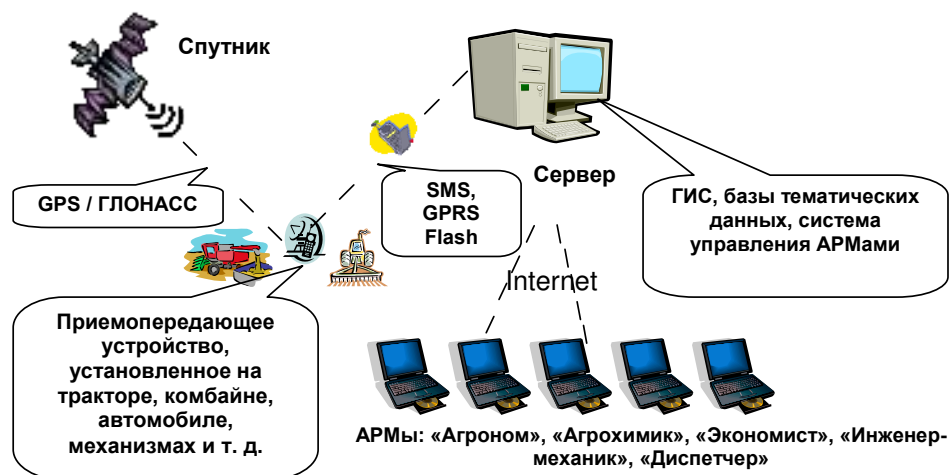 Спутник
GPS / ГЛОНАСС
SMS,
GPRS
Flash
Сервер
ГИС, базы тематических
данных, система
управления АРМами
Internet
Приемопередающее
устройство,
установленное на
тракторе, комбайне,
автомобиле,
механизмах и т. д.
АРМы: «Агроном», «Агрохимик», «Экономист», «Инженер-
механик», «Диспетчер»